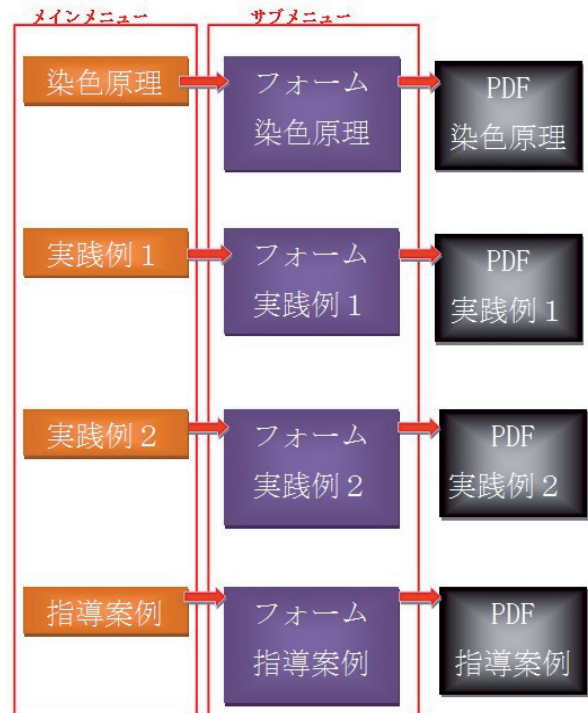 メインメニュー
サブメニュー
染色原理
フォーム
染色原理
PDF
染色原理
実践例１
フォーム
実践例１
PDF
実践例１
実践例２
フォーム
実践例２
PDF
実践例２
指導案例
フォーム
指導案例
PDF
指導案例